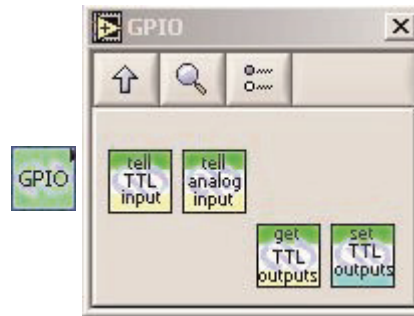 GPIO
GPIO
tell
TTL
input
tell
analog
input
get
TTL
outputs
set
TTL
outputs